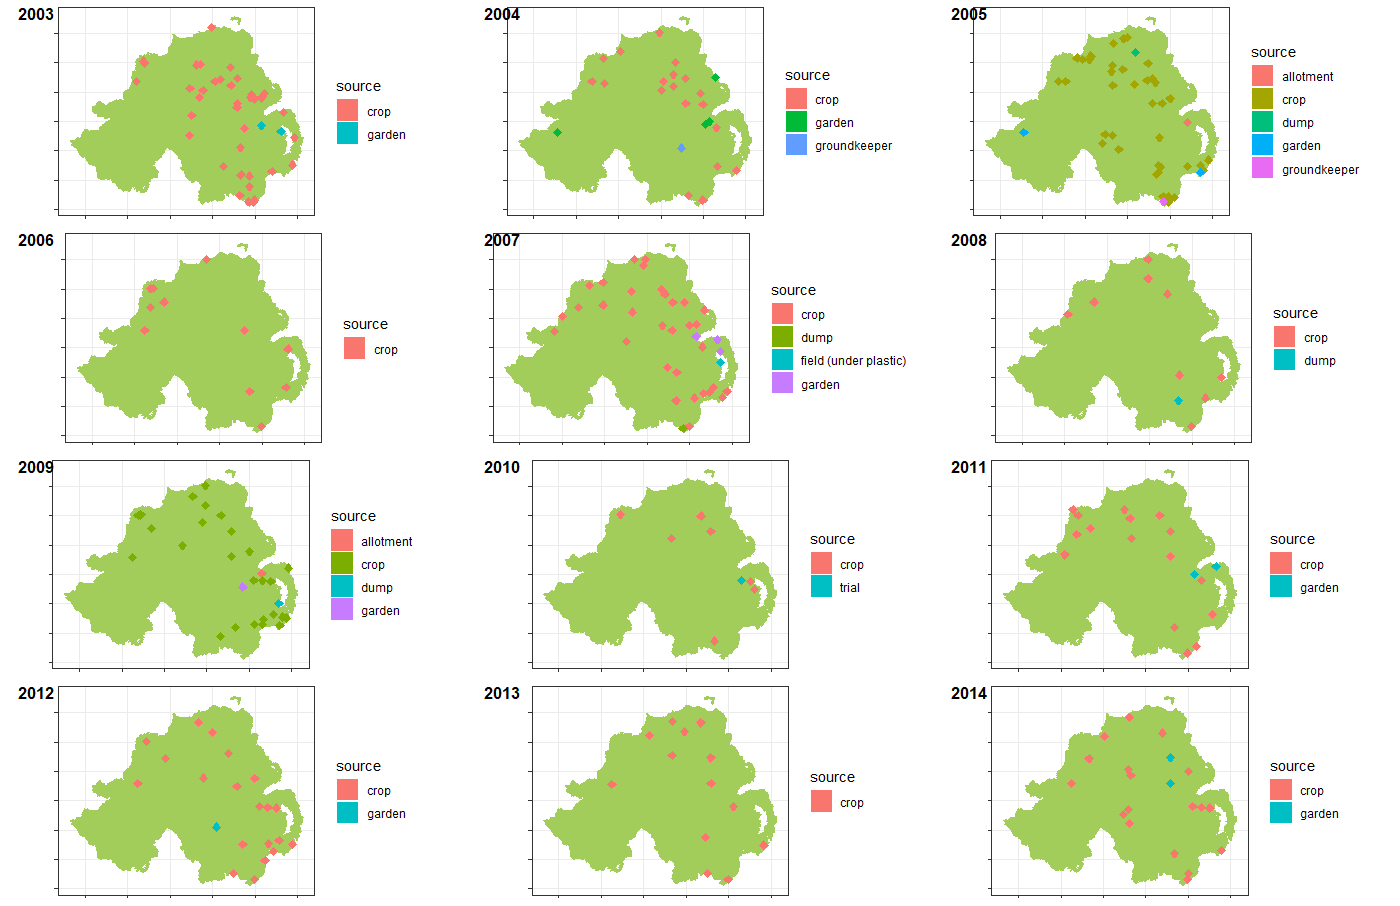 2003
source
crop
garden
2004
source
crop
garden
groundkeeper
2005
source
allotment
crop
dump
garden
groundkeeper
2006
source
crop
2007
source
crop
dump
field (under plastic)
garden
2008
source
crop
dump
2009
source
allotment
crop
dump
garden
2010
source
crop
trial
2011
source
crop
garden
2012
source
crop
garden
2013
source
crop
2014
source
crop
garden